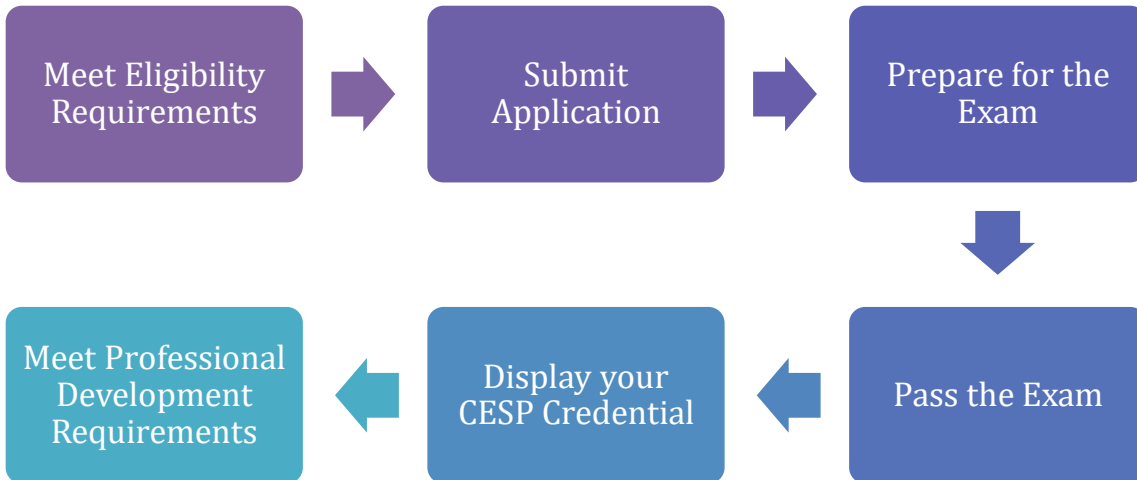 Meet Eligibility
Requirements
Submit
Application
Prepare for the
Exam
Pass the Exam
Display your
CESP Credential
Meet Professional
Development
Requirements